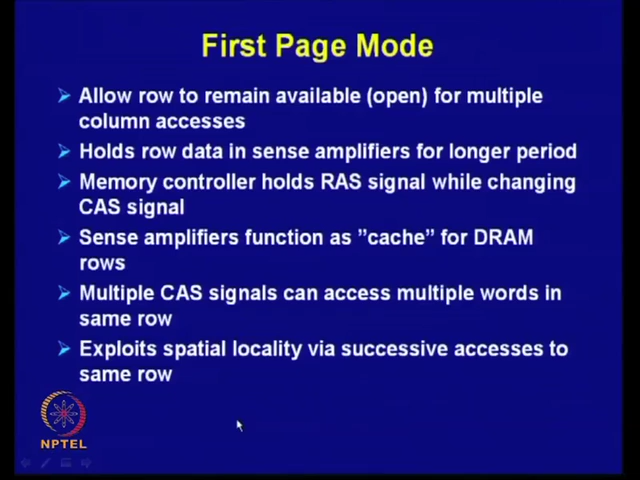 First Page Mode
Allow row to remain available (open) for multiple
column accesses
Holds row data in sense amplifiers for longer period
Memory controller holds RAS signal while changing
CAS signal
Sense amplifiers function as ”cache” for DRAM
rows
Multiple CAS signals can access multiple words in
same row
Exploits spatial locality via successive accesses to
same row
NPTEL